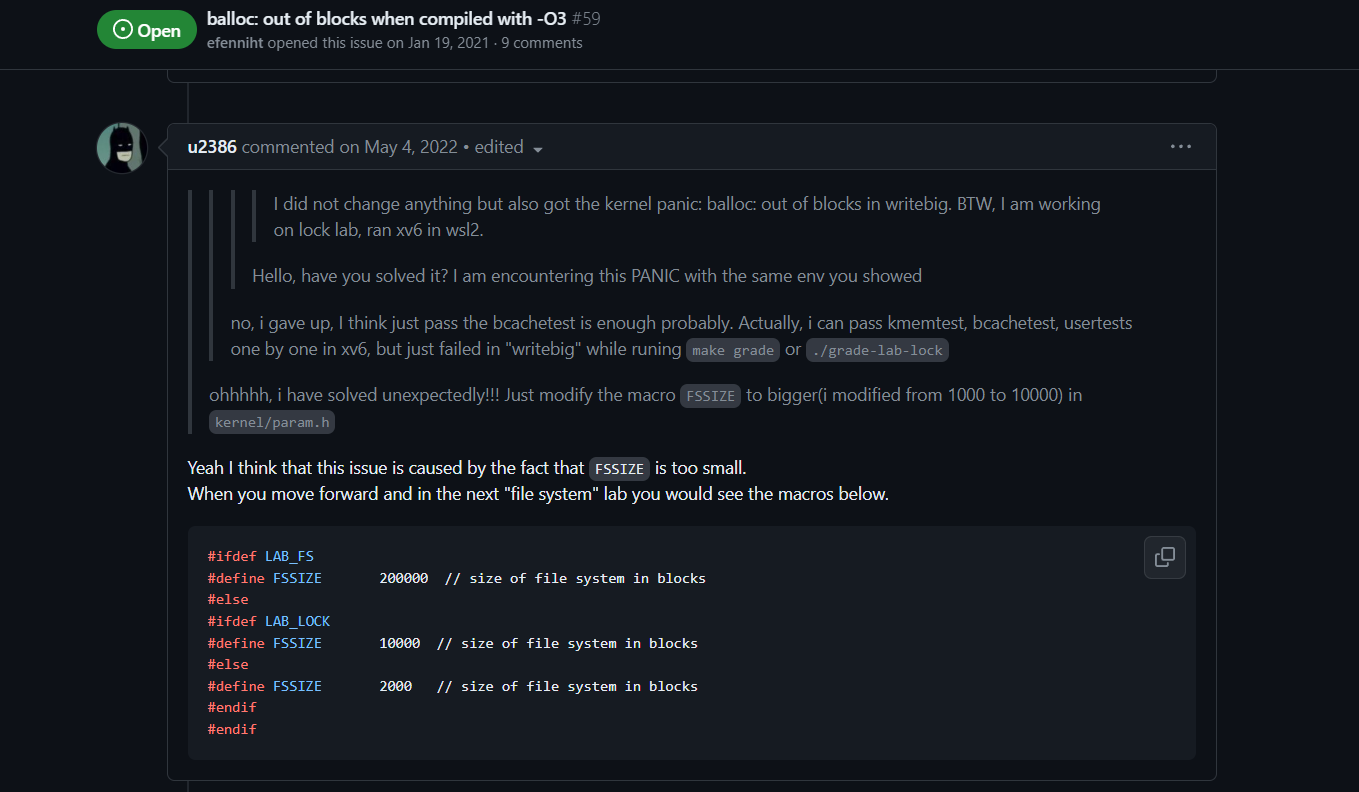 Open
balloc: out of blocks when compiled with -O3 #59
efenniht opened this issue on Jan 19, 2021 · 9 comments
u2386 commented on May 4, 2022 • edited
I did not change anything but also got the kernel panic: balloc: out of blocks in writebig. BTW, I am working
on lock lab, ran xv6 in wsl2.
Hello, have you solved it? I am encountering this PANIC with the same env you showed
no, i gave up, I think just pass the bcachetest is enough probably. Actually, i can pass kmemtest, bcachetest, usertests
one by one in xv6, but just failed in "writebig" while runing make grade or ./grade-lab-lock
ohhhhh, i have solved unexpectedly!!! Just modify the macro FSSIZE to bigger(i modified from 1000 to 10000) in
kernel/param.h
Yeah I think that this issue is caused by the fact that FSSIZE is too small.
When you move forward and in the next "file system" lab you would see the macros below.
#ifdef LAB_FS
#define FSSIZE       200000  // size of file system in blocks
#else
#ifdef LAB_LOCK
#define FSSIZE       10000  // size of file system in blocks
#else
#define FSSIZE       2000   // size of file system in blocks
#endif
#endif